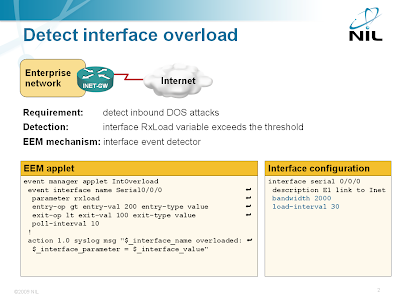 Detect interface overload
NIL
Enterprise
network
INET-GW
Internet
Requirement: detect inbound DOS attacks
Detection: interface RxLoad variable exceeds the threshold
EEM mechanism: interface event detector
EEM applet
event manager applet IntOverload
event interface name Serial0/0/0 ↵
parameter rxload ↵
entry-op gt entry-val 200 entry-type value ↵
exit-op lt exit-val 100 exit-type value ↵
poll-interval 10
!
action 1.0 syslog msg "$_interface_name overloaded: ↵
$_interface_parameter = $_interface_value"
Interface configuration
interface serial 0/0/0
description E1 link to Inet
bandwidth 2000
load-interval 30